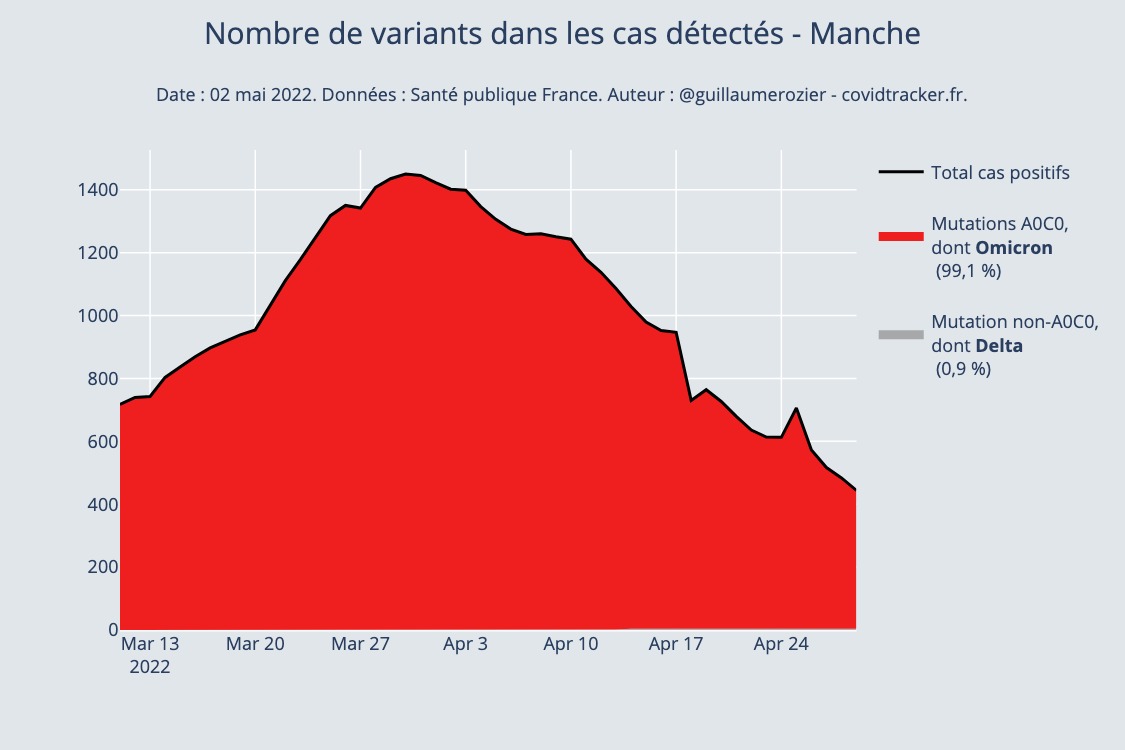 Nombre de variants dans les cas détectés - Manche
Date : 02 mai 2022. Données : Santé publique France. Auteur : @guillaumerozier - covidtracker.fr.
1400
1200
1000
800
600
400
200
0
Mar 13
2022
Mar 20
Mar 27
Apr 3
Apr 10
Apr 17
Apr 24
Total cas positifs
Mutations A0C0,
dont Omicron
(99,1 %)
Mutation non-A0C0,
dont Delta
(0,9 %)